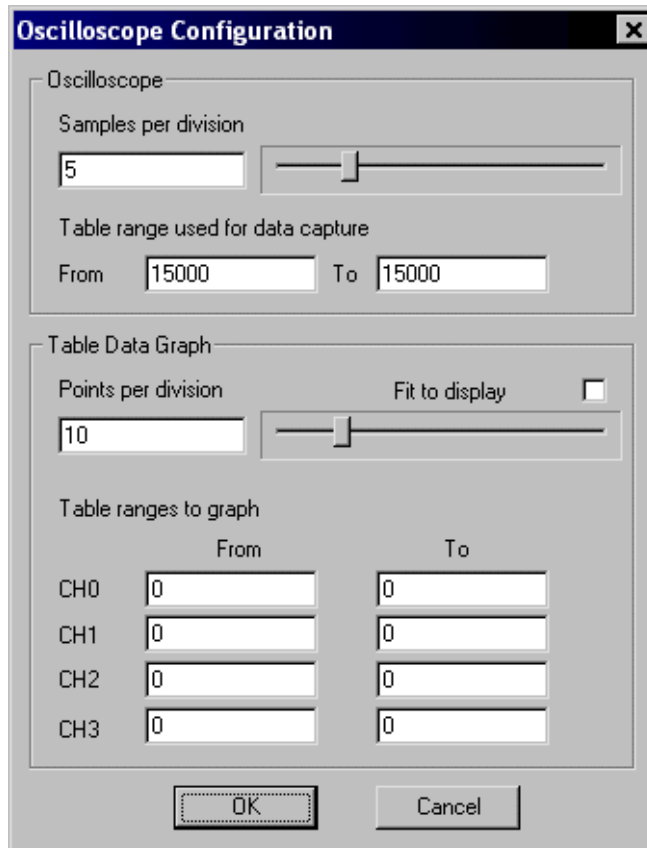 Oscilloscope Configuration
Oscilloscope
Samples per division
5
Table range used for data capture
From 15000 To 15000
Table Data Graph
Points per division Fit to display
10
Table ranges to graph
From To
CH0 0 0
CH1 0 0
CH2 0 0
CH3 0 0
OK Cancel